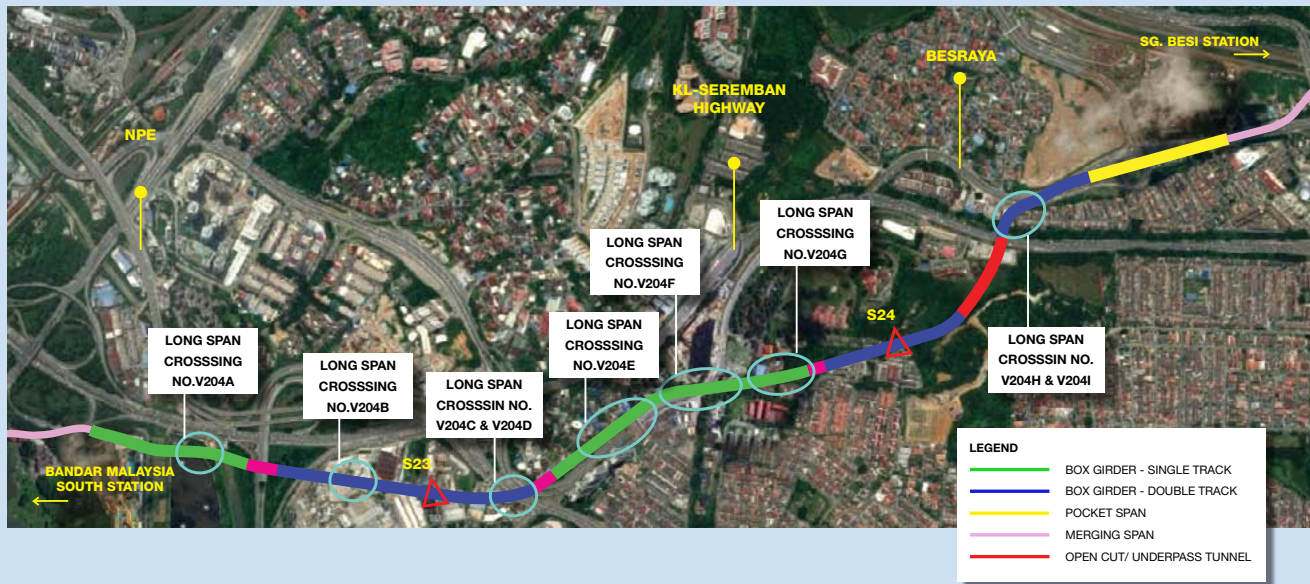 NPE
KL-SEREMBAN
HIGHWAY
BESRAYA
SG. BESI STATION
LONG SPAN
CROSSSING
NO.V204A
LONG SPAN
CROSSSING
NO.V204B
LONG SPAN
CROSSSIN NO.
V204C & V204D
LONG SPAN
CROSSSING
NO.V204E
LONG SPAN
CROSSSING
NO.V204F
LONG SPAN
CROSSSING
NO.V204G
LONG SPAN
CROSSSIN NO.
V204H & V204I
S23
S24
BANDAR MALAYSIA
SOUTH STATION
LEGEND
BOX GIRDER - SINGLE TRACK
BOX GIRDER - DOUBLE TRACK
POCKET SPAN
MERGING SPAN
OPEN CUT/ UNDERPASS TUNNEL